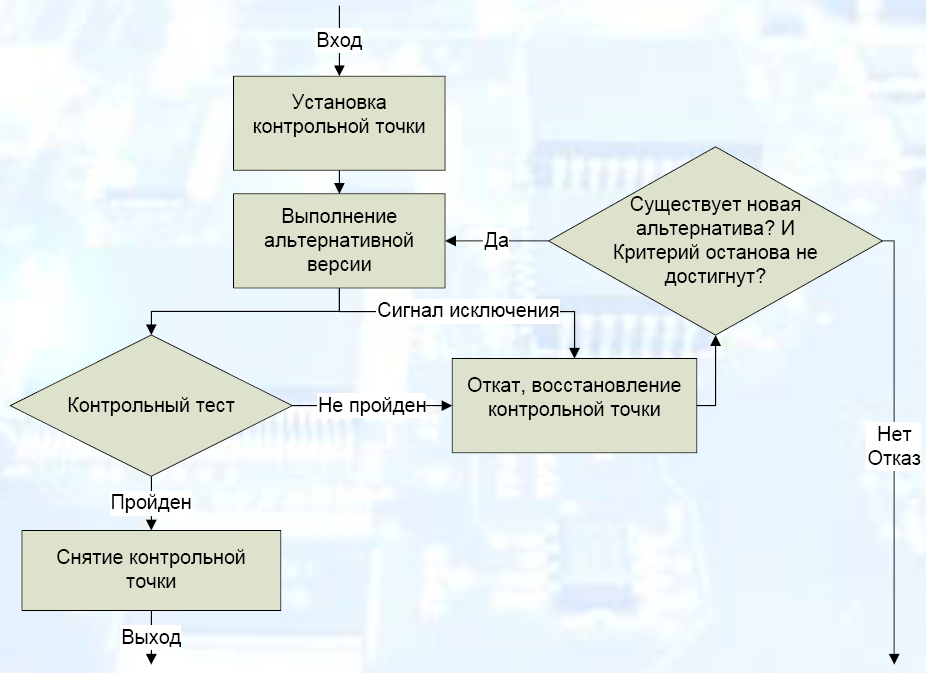 Вход
Установка
контрольной точки
Выполнение
альтернативной
версии
Да
Существует новая
альтернатива? И
Критерий останова не
достигнут?
Сигнал исключения
Контрольный тест
Не пройден
Откат, восстановление
контрольной точки
Нет
Отказ
Пройден
Снятие контрольной
точки
Выход